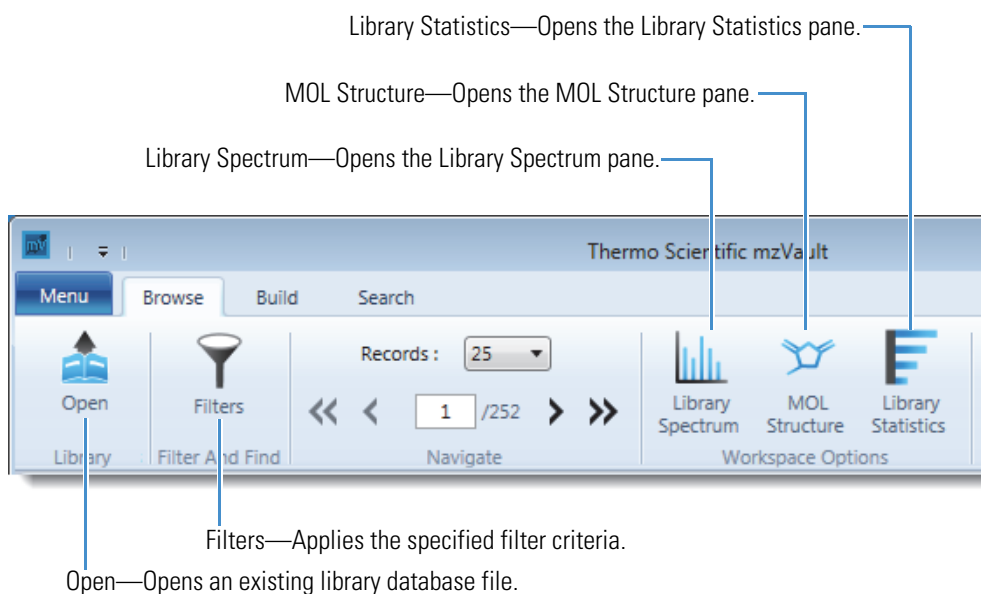 Library Statistics—Opens the Library Statistics pane.
MOL Structure—Opens the MOL Structure pane.
Library Spectrum—Opens the Library Spectrum pane.
mV
Thermo Scientific mzVault
Menu Browse Build Search
Records : 25
Open Filters 1 /252 Library Spectrum MOL Structure Library Statistics
Library Filter And Find Navigate Workspace Options
Filters—Applies the specified filter criteria.
Open—Opens an existing library database file.